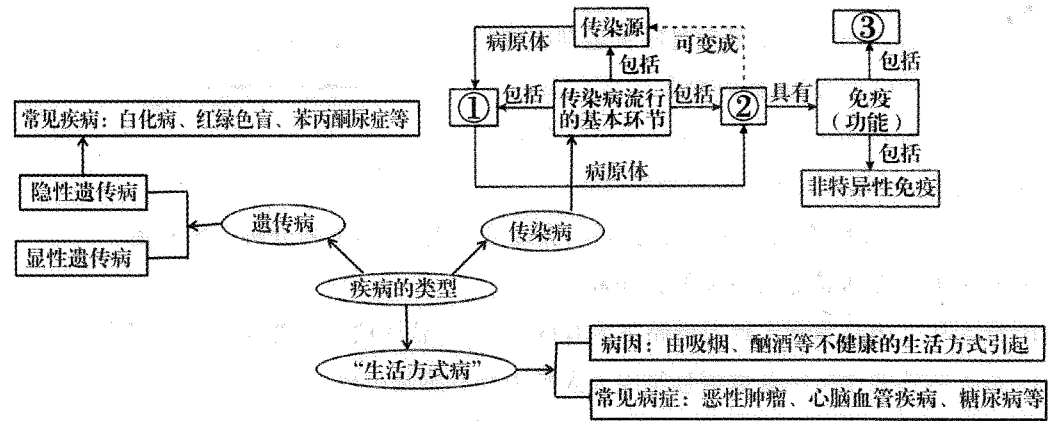 传染源
③
病原体
可变成
包括
包括
①
包括
传染病流行
的基本环节
包括
②
具有
免疫
（功能）
常见疾病：白化病、红绿色盲、苯丙酮尿症等
包括
病原体
隐性遗传病
非特异性免疫
遗传病
传染病
显性遗传病
疾病的类型
病因：由吸烟、酗酒等不健康的生活方式引起
“生活方式病”
常见病症：恶性肿瘤、心脑血管疾病、糖尿病等